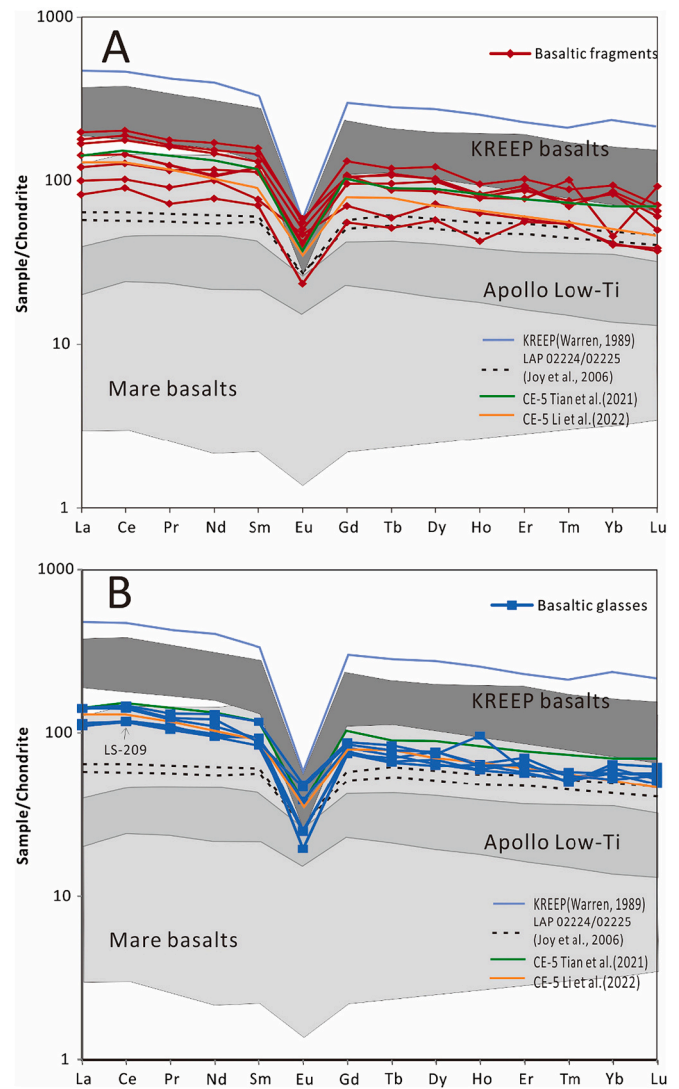 1000
A
Basaltic fragments
KREEP basalts
100
Sample/Chondrite
Apollo Low-Ti
10
KREEP(Warren, 1989)
LAP 02224/02225
(Joy et al., 2006)
CE-5 Tian et al.(2021)
CE-5 Li et al.(2022)
Mare basalts
1
La Ce Pr Nd Sm Eu Gd Tb Dy Ho Er Tm Yb Lu
1000
B
Basaltic glasses
KREEP basalts
100
LS-209
Sample/Chondrite
Apollo Low-Ti
10
KREEP(Warren, 1989)
LAP 02224/02225
(Joy et al., 2006)
Mare basalts
CE-5 Tian et al.(2021)
CE-5 Li et al.(2022)
1
La Ce Pr Nd Sm Eu Gd Tb Dy Ho Er Tm Yb Lu